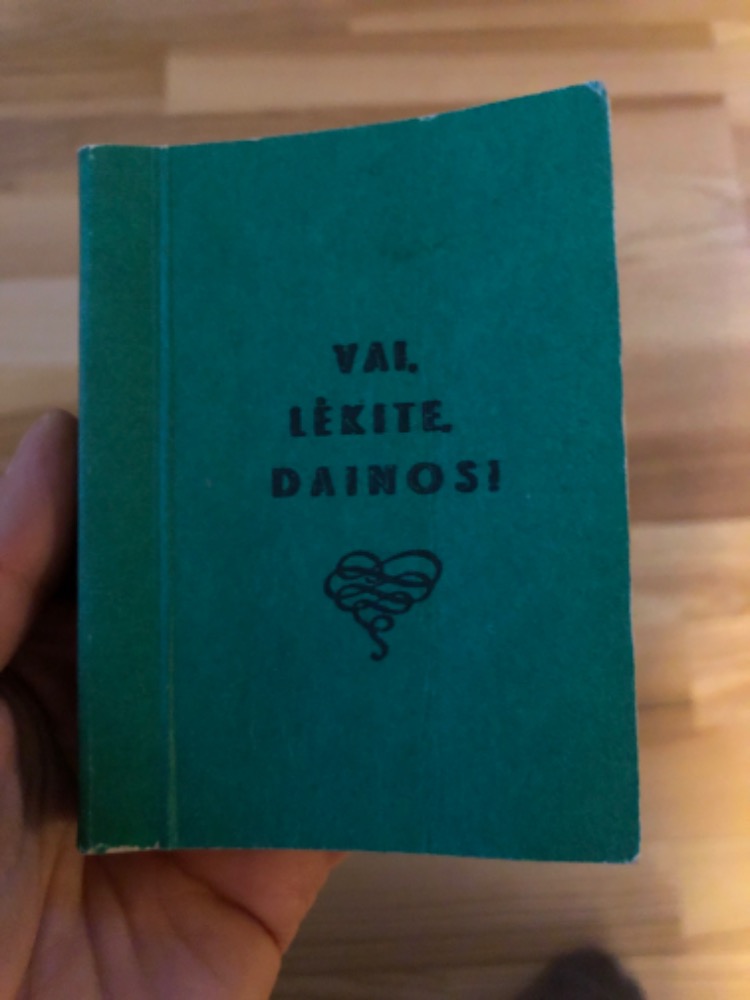 VAI,
LĖKITE,
DAINOS!